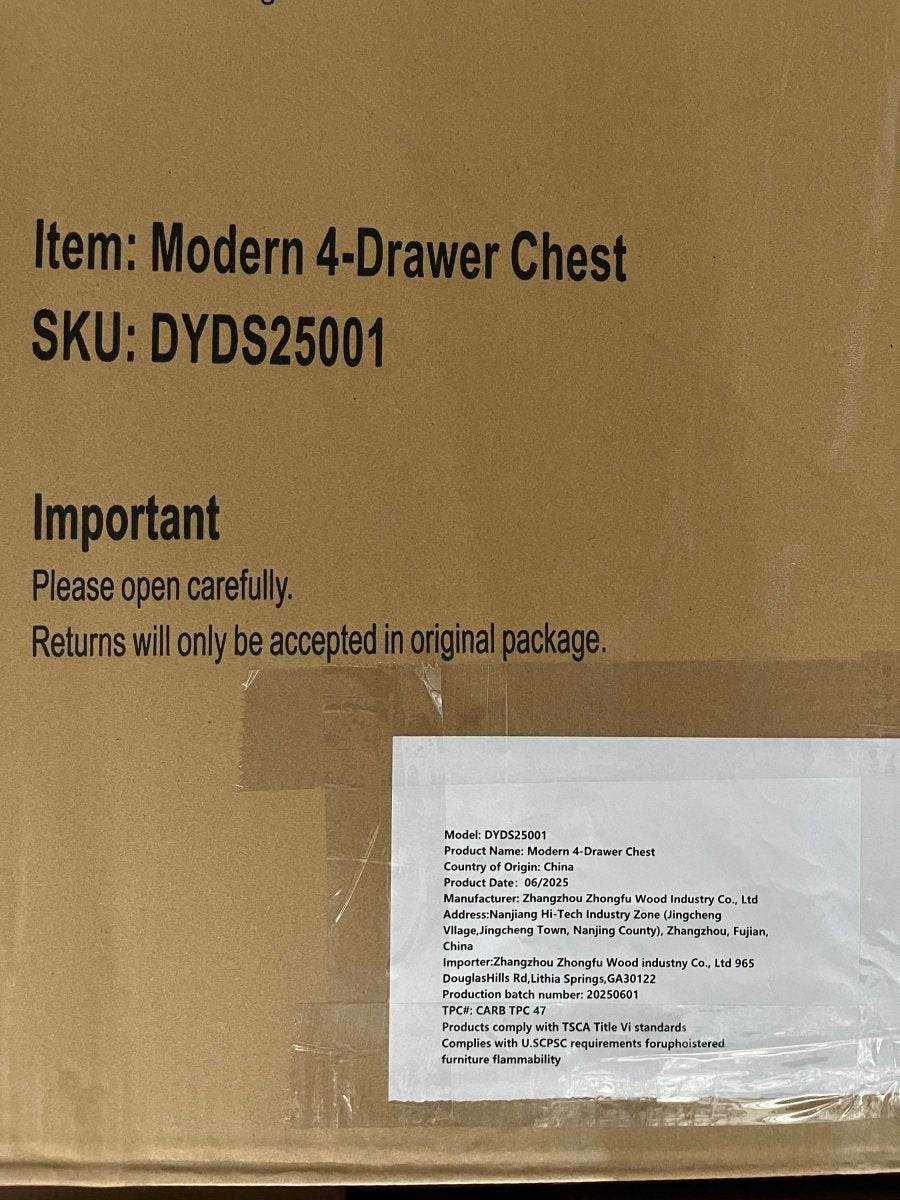 Item: Modern 4-Drawer Chest
SKU: DYDS25001
Important
Please open carefully.
Returns will only be accepted in original package.
Model: DYDS25001
Product Name: Modern 4-Drawer Chest
Country of Origin: China
Product Date: 06/2025
Manufacturer: Zhangzhou Zhongfu Wood Industry Co., Ltd
Address:Nanjiang Hi-Tech Industry Zone (Jingcheng
Vllage,Jingcheng Town, Nanjing County), Zhangzhou, Fujian,
China
Importer:Zhangzhou Zhongfu Wood industny Co., Ltd 965
DouglasHills Rd,Lithia Springs,GA30122
Production batch number: 20250601
TPC#: CARB TPC 47
Products comply with TSCA Title Vi standards
Complies with U.SCPSC requirements foruphoistered
furniture flammability